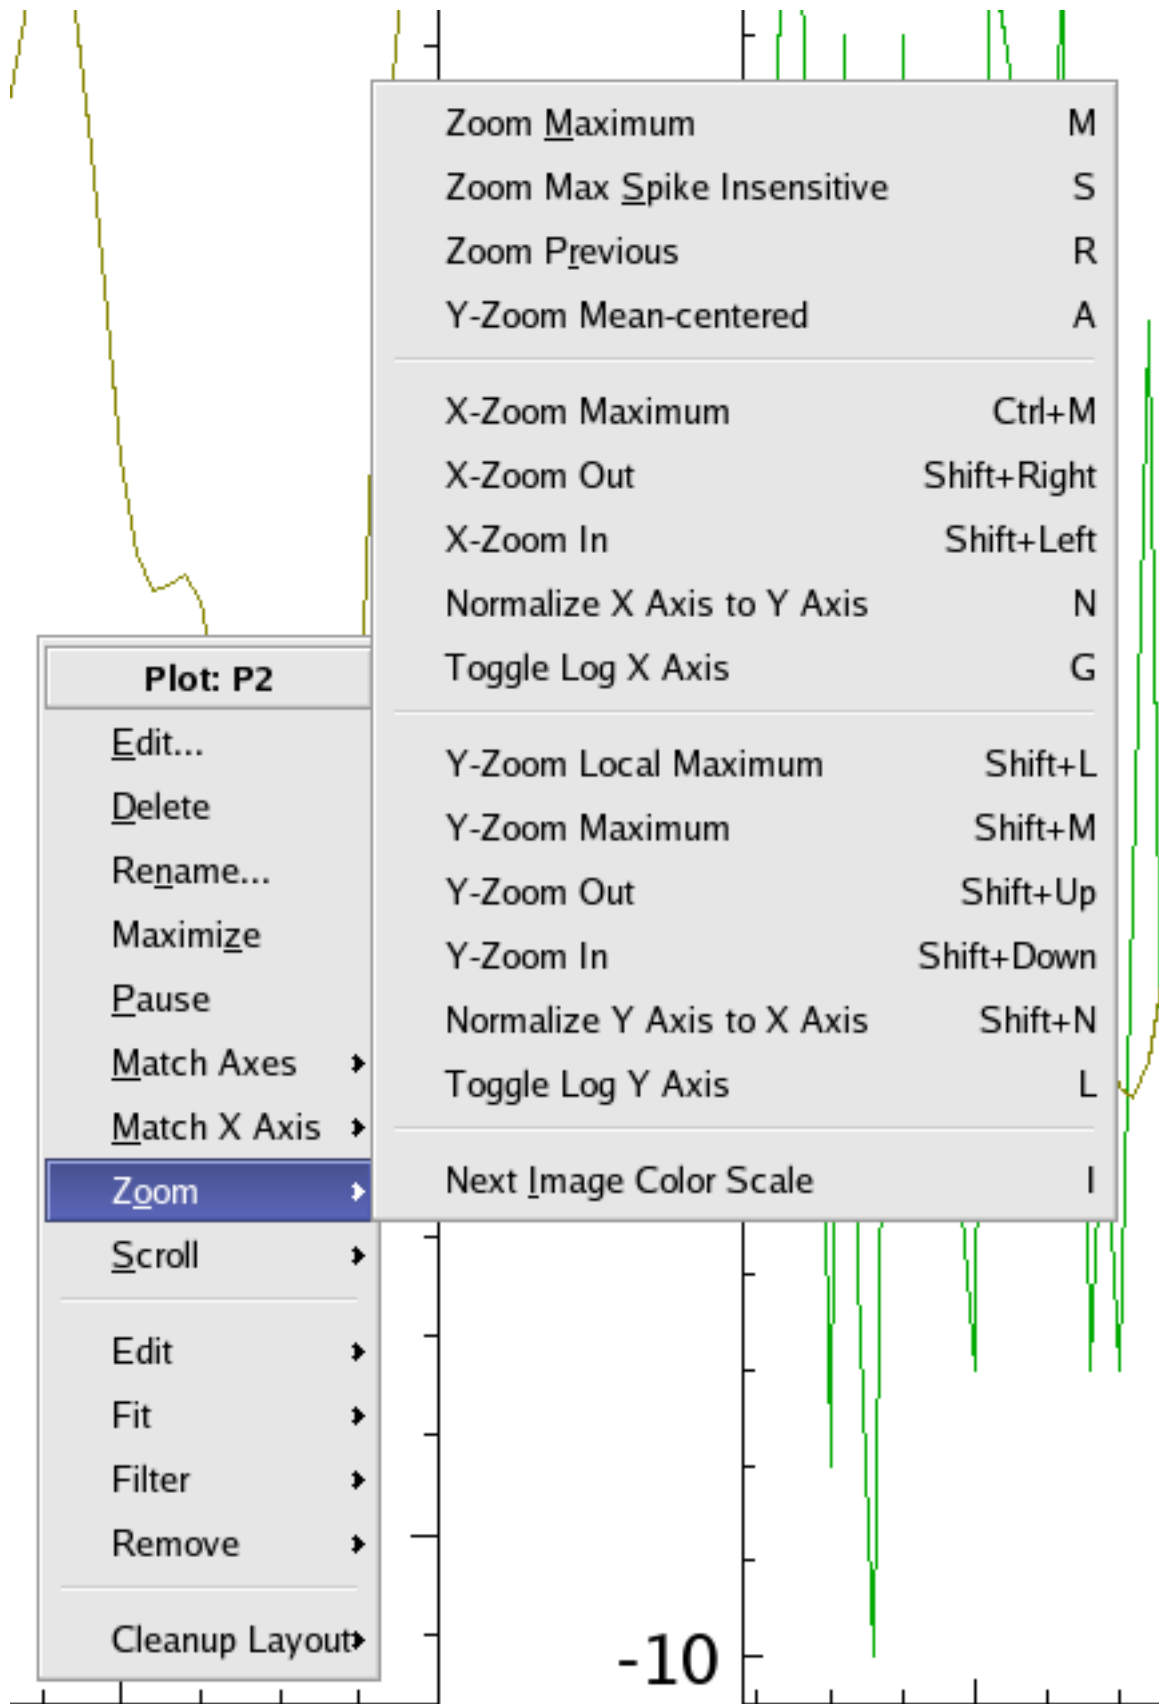 Zoom Maximum M
Zoom Max Spike Insensitive S
Zoom Previous R
Y-Zoom Mean-centered A
X-Zoom Maximum Ctrl+M
X-Zoom Out Shift+Right
X-Zoom In Shift+Left
Normalize X Axis to Y Axis N
Toggle Log X Axis G
Y-Zoom Local Maximum Shift+L
Y-Zoom Maximum Shift+M
Y-Zoom Out Shift+Up
Y-Zoom In Shift+Down
Normalize Y Axis to X Axis Shift+N
Toggle Log Y Axis L
Next Image Color Scale I
Plot: P2
Edit...
Delete
Rename...
Maximize
Pause
Match Axes
Match X Axis
Zoom
Scroll
Edit
Fit
Filter
Remove
Cleanup Layout
-10